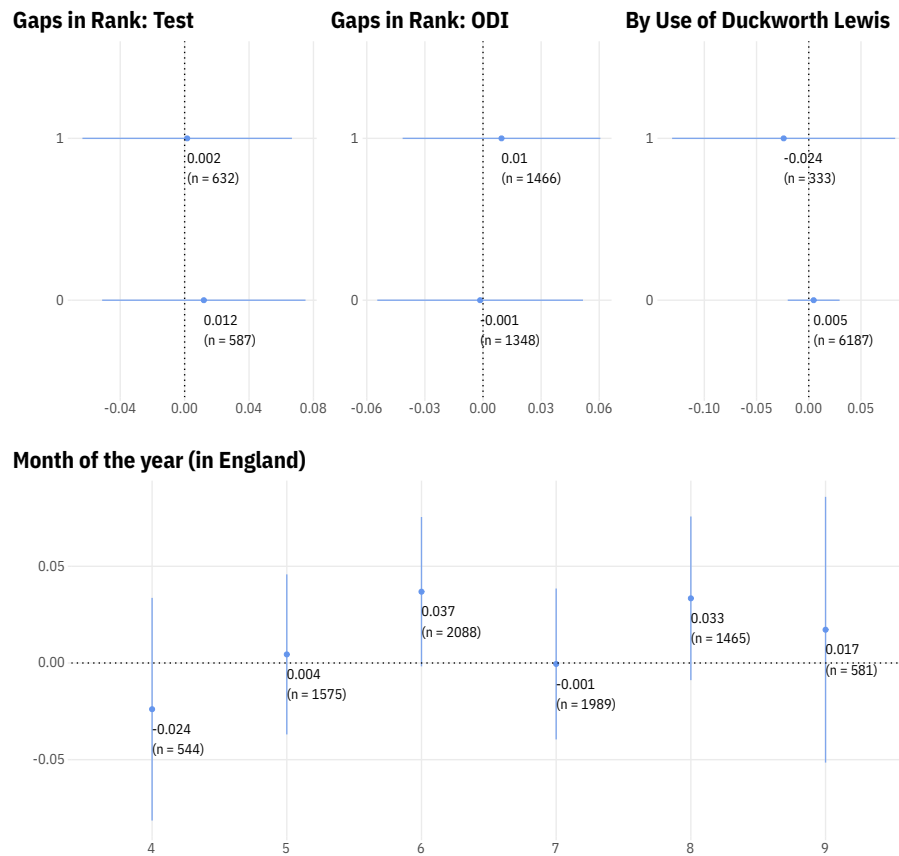 Gaps in Rank: Test
1
0.002
(n = 632)
0
0.012
(n = 587)
-0.04 0.00 0.04 0.08
Gaps in Rank: ODI
1
0.01
(n = 1466)
0
-0.001
(n = 1348)
-0.06 -0.03 0.00 0.03 0.06
By Use of Duckworth Lewis
1
-0.024
(n = 333)
0
0.005
(n = 6187)
-0.10 -0.05 0.00 0.05
Month of the year (in England)
0.05
0.00
-0.05
-0.024
(n = 544)
0.004
(n = 1575)
0.037
(n = 2088)
-0.001
(n = 1989)
0.033
(n = 1465)
0.017
(n = 581)
4 5 6 7 8 9